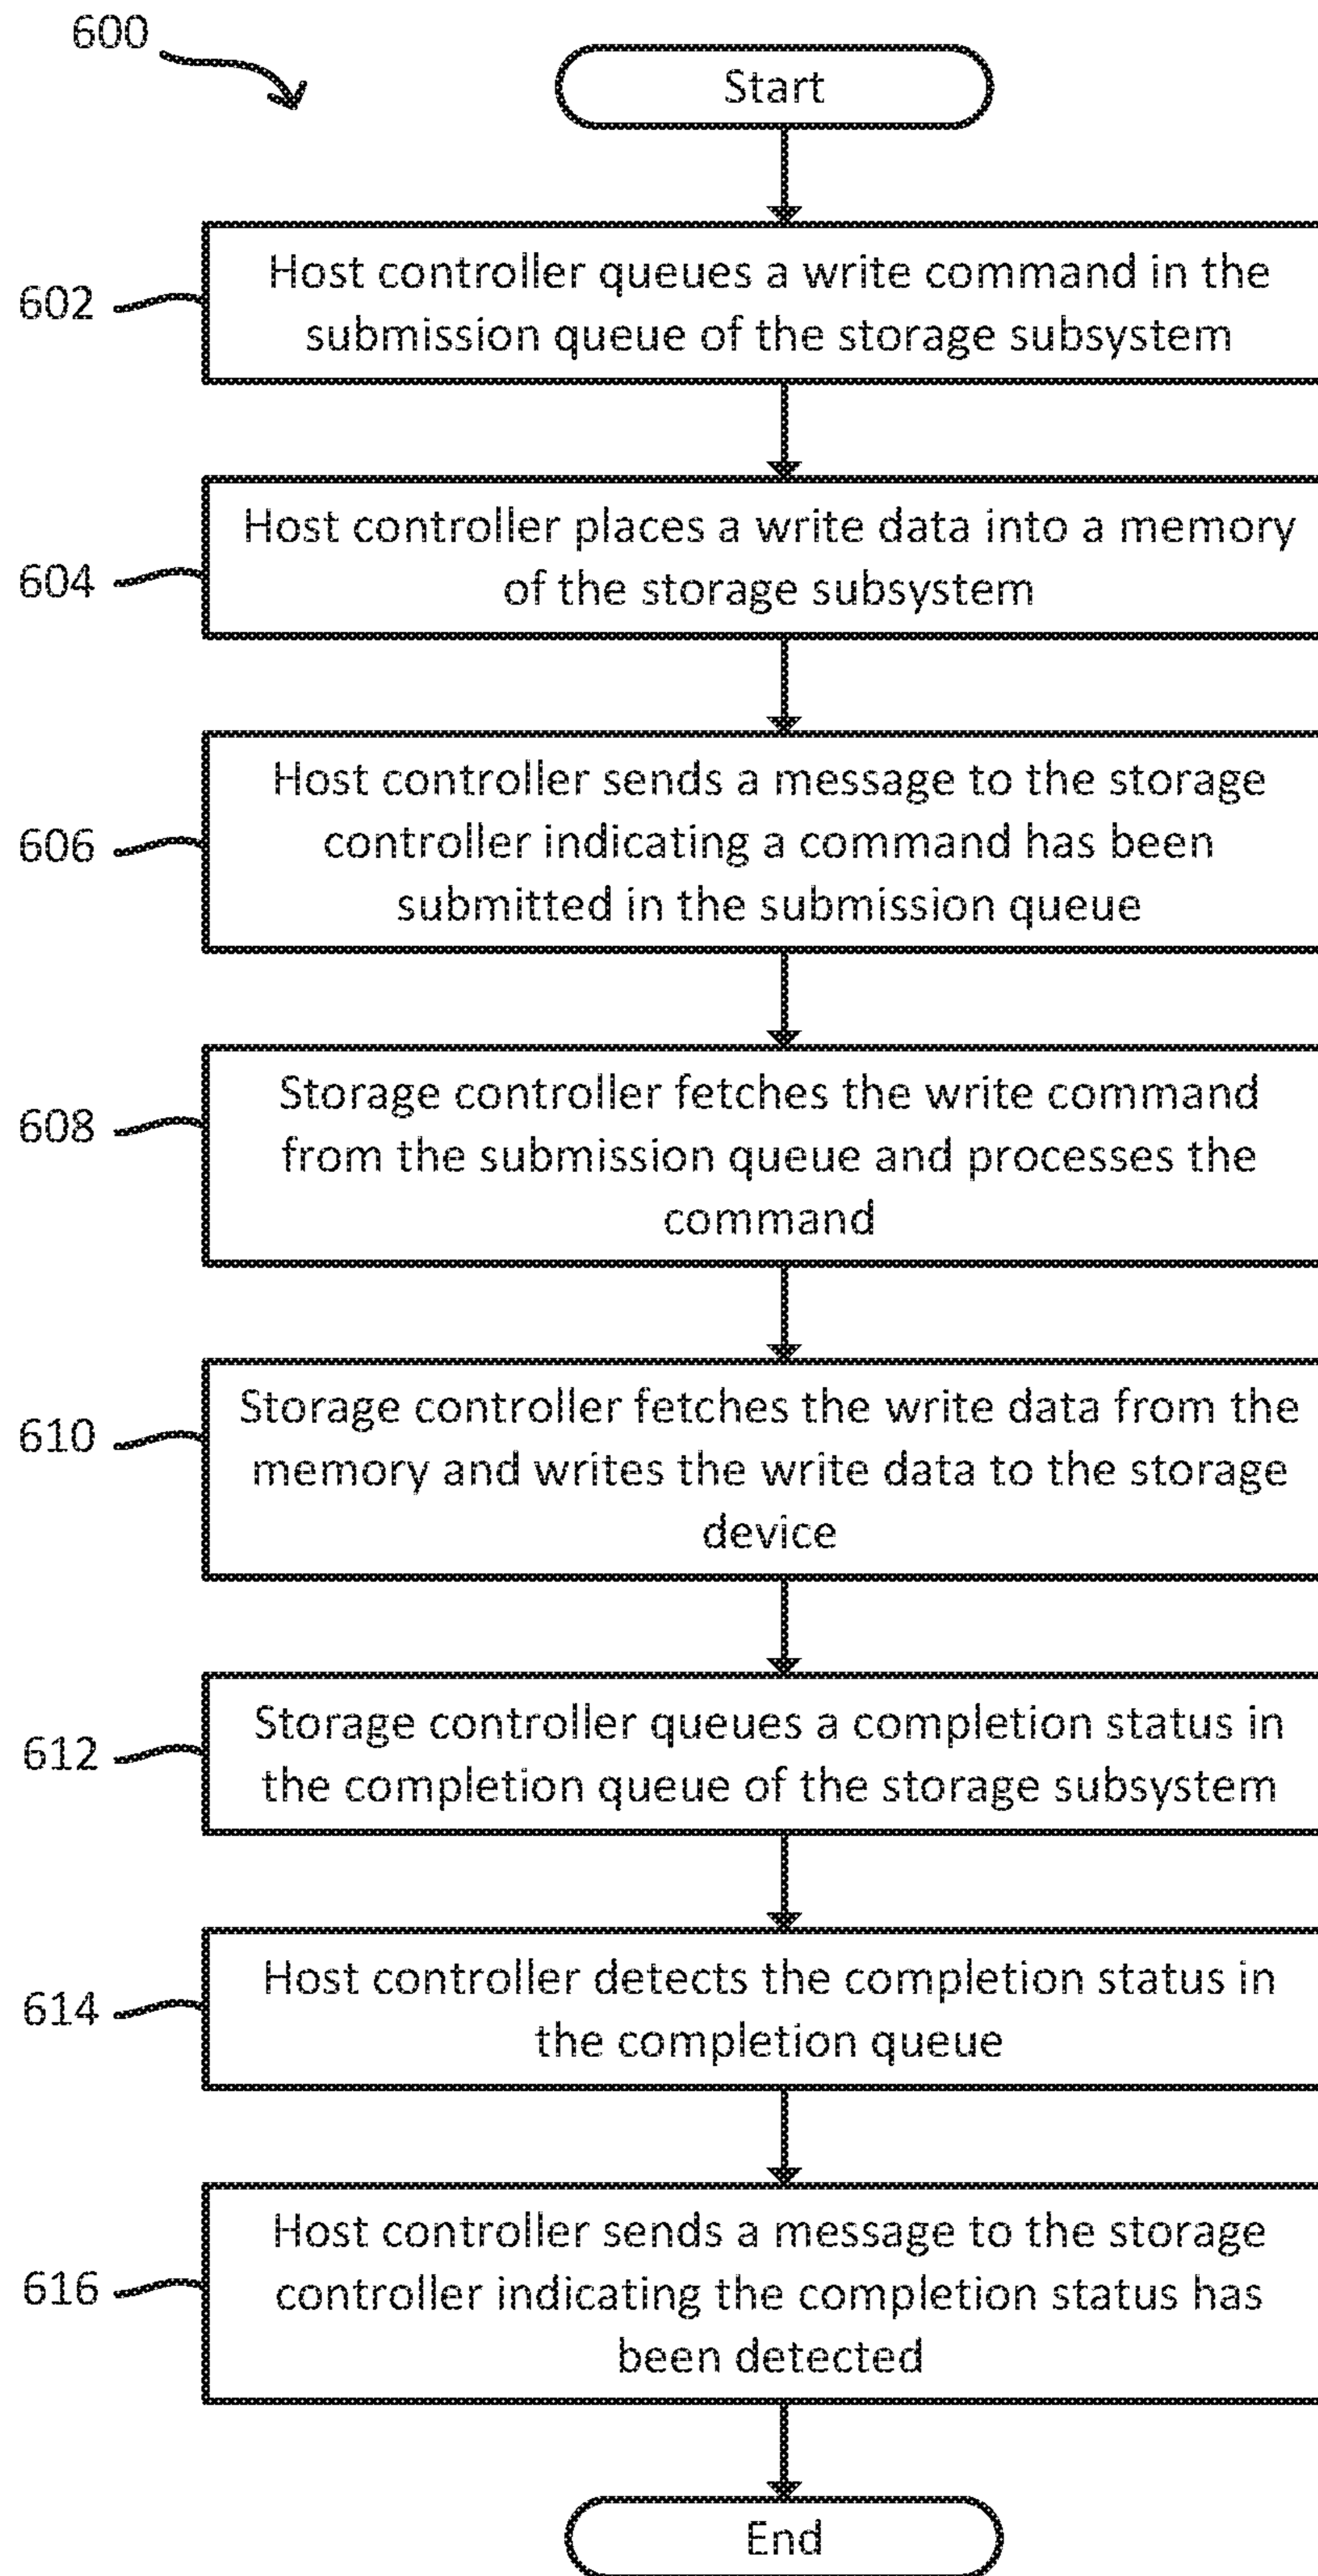 600
Start
602
Host controller queues a write command in the
submission queue of the storage subsystem
604
Host controller places a write data into a memory
of the storage subsystem
606
Host controller sends a message to the storage
controller indicating a command has been
submitted in the submission queue
608
Storage controller fetches the write command
from the submission queue and processes the
command
610
Storage controller fetches the write data from the
memory and writes the write data to the storage
device
612
Storage controller queues a completion status in
the completion queue of the storage subsystem
614
Host controller detects the completion status in
the completion queue
616
Host controller sends a message to the storage
controller indicating the completion status has
been detected
End